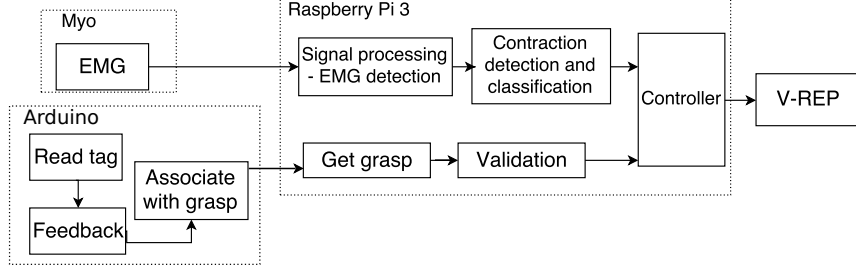 Myo
EMG
Raspberry Pi 3
Signal processing
- EMG detection
Contraction
detection and
classification
Controller
V-REP
Arduino
Read tag
Feedback
Associate
with grasp
Get grasp
Validation